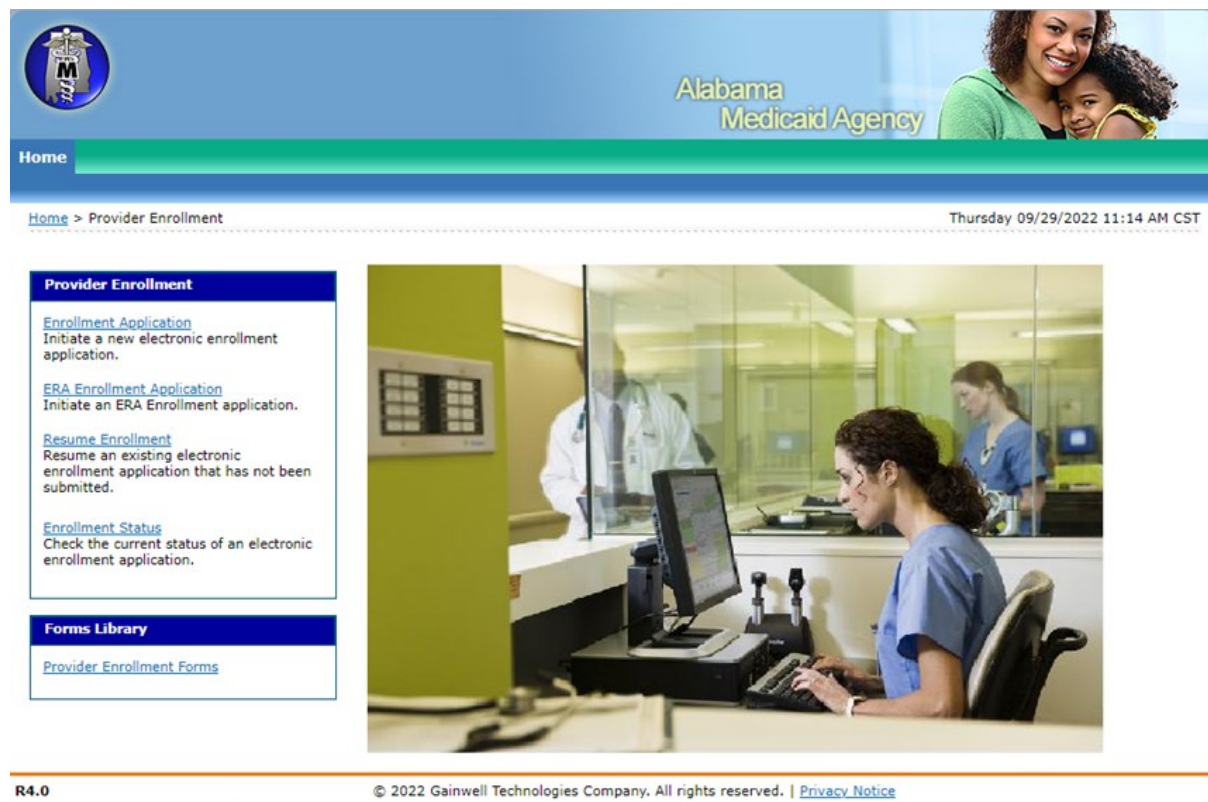 M
Alabama
Medicaid Agency
Home
Home > Provider Enrollment
Thursday 09/29/2022 11:14 AM CST
Provider Enrollment
Enrollment Application
Initiate a new electronic enrollment
application.
ERA Enrollment Application
Initiate an ERA Enrollment application.
Resume Enrollment
Resume an existing electronic
enrollment application that has not been
submitted.
Enrollment Status
Check the current status of an electronic
enrollment application.
Forms Library
Provider Enrollment Forms
R4.0
© 2022 Gainwell Technologies Company. All rights reserved. | Privacy Notice